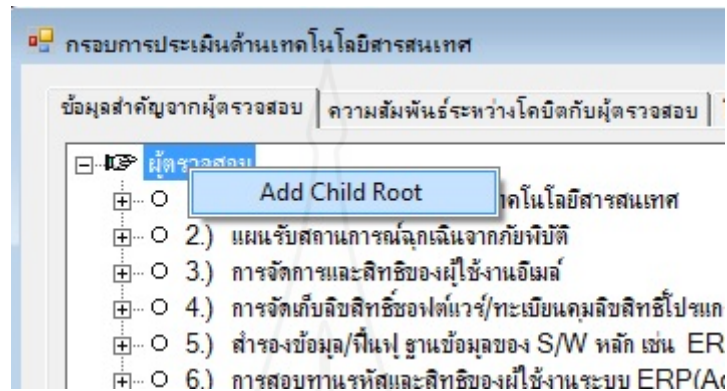 กรอบการประเมินด้านเทคโนโลยีสารสนเทศ
ข้อมูลสำคัญจากผู้ตรวจสอบ ความสัมพันธ์ระหว่างโคบิตกับผู้ตรวจสอบ
ผู้ตรวจสอบ
Add Child Root
าคโนโลยีสารสนเทศ
2.) แผนรับสถานการณ์ฉุกเฉินจากภัยพิบัติ
3.) การจัดการและสิทธิของผู้ใช้งานอีเมล์
4.) การจัดเก็บลิขสิทธิ์ซอฟต์แวร์/ทะเบียนคุมลิขสิทธิ์โปรแก
5.) สำรองข้อมูล/ฟื้นฟู ฐานข้อมูลของ S/W หลัก เช่น ER
6.) การสอบทานรหัสและสิทธิของผู้ใช้งานระบบ ERP(Ad